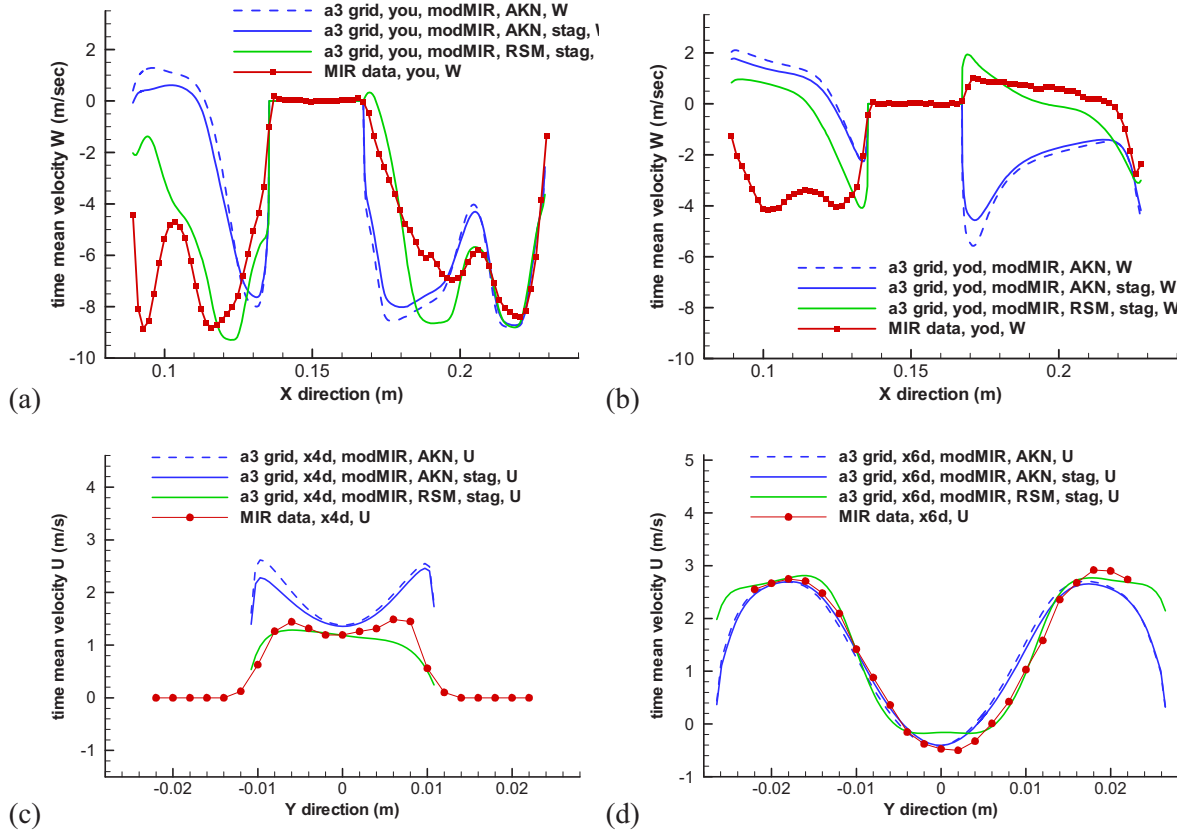 a3 grid, you, modMIR, AKN, W
a3 grid, you, modMIR, AKN, stag, W
a3 grid, you, modMIR, RSM, stag,
MIR data, you, W
2
0
-2
-4
-6
-8
-10
time mean velocity W (m/sec)
0.1
0.2
X direction (m)
(a)
2
0
-2
-4
-6
-8
-10
time mean velocity W (m/sec)
a3 grid, yod, modMIR, AKN, W
a3 grid, yod, modMIR, AKN, stag, W
a3 grid, yod, modMIR, RSM, stag, W
MIR data, yod, W
0.1
0.2
X direction (m)
(b)
a3 grid, x4d, modMIR, AKN, U
a3 grid, x4d, modMIR, AKN, stag, U
a3 grid, x4d, modMIR, RSM, stag, U
MIR data, x4d, U
4
3
2
1
0
-1
time mean velocity U (m/s)
-0.02
-0.01
0
0.01
0.02
Y direction (m)
(c)
a3 grid, x6d, modMIR, AKN, U
a3 grid, x6d, modMIR, AKN, stag, U
a3 grid, x6d, modMIR, RSM, stag, U
MIR data, x6d, U
5
4
3
2
1
0
-1
time mean velocity U (m/s)
-0.02
-0.01
0
0.01
0.02
Y direction (m)
(d)